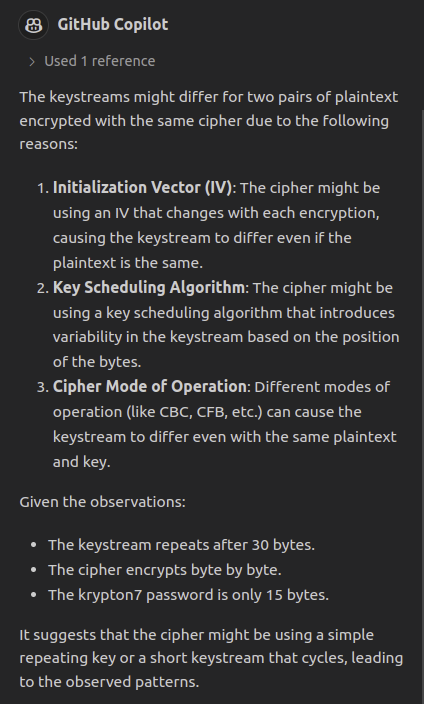 GitHub Copilot
Used 1 reference
The keystreams might differ for two pairs of plaintext
encrypted with the same cipher due to the following
reasons:
1. Initialization Vector (IV): The cipher might be
using an IV that changes with each encryption,
causing the keystream to differ even if the
plaintext is the same.
2. Key Scheduling Algorithm: The cipher might be
using a key scheduling algorithm that introduces
variability in the keystream based on the position
of the bytes.
3. Cipher Mode of Operation: Different modes of
operation (like CBC, CFB, etc.) can cause the
keystream to differ even with the same plaintext
and key.
Given the observations:
• The keystream repeats after 30 bytes.
• The cipher encrypts byte by byte.
• The krypton7 password is only 15 bytes.
It suggests that the cipher might be using a simple
repeating key or a short keystream that cycles, leading
to the observed patterns.